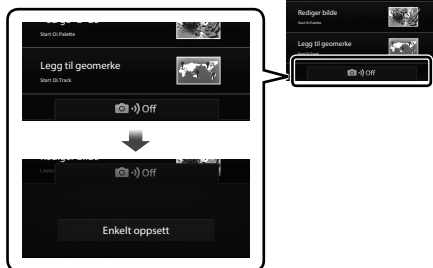 Start OI.Palette
Legg til geomerke
Start OI.Track
Off
Rediger bilde
Off
Enkelt oppsett
Rediger bilde
Start OI.Palette
Legg til geomerke
Start OI.Track
Off